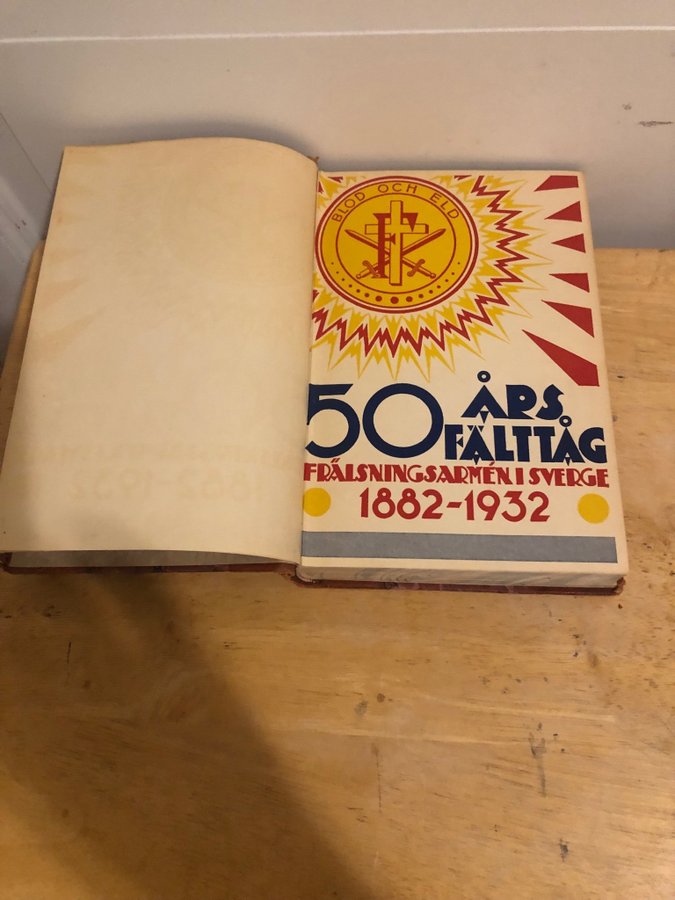 BLOD OCH ELD
F
50 ÅRS
FÄLTTÅG
FRÄLSNINGSARMÉN I SVERGE
1882-1932